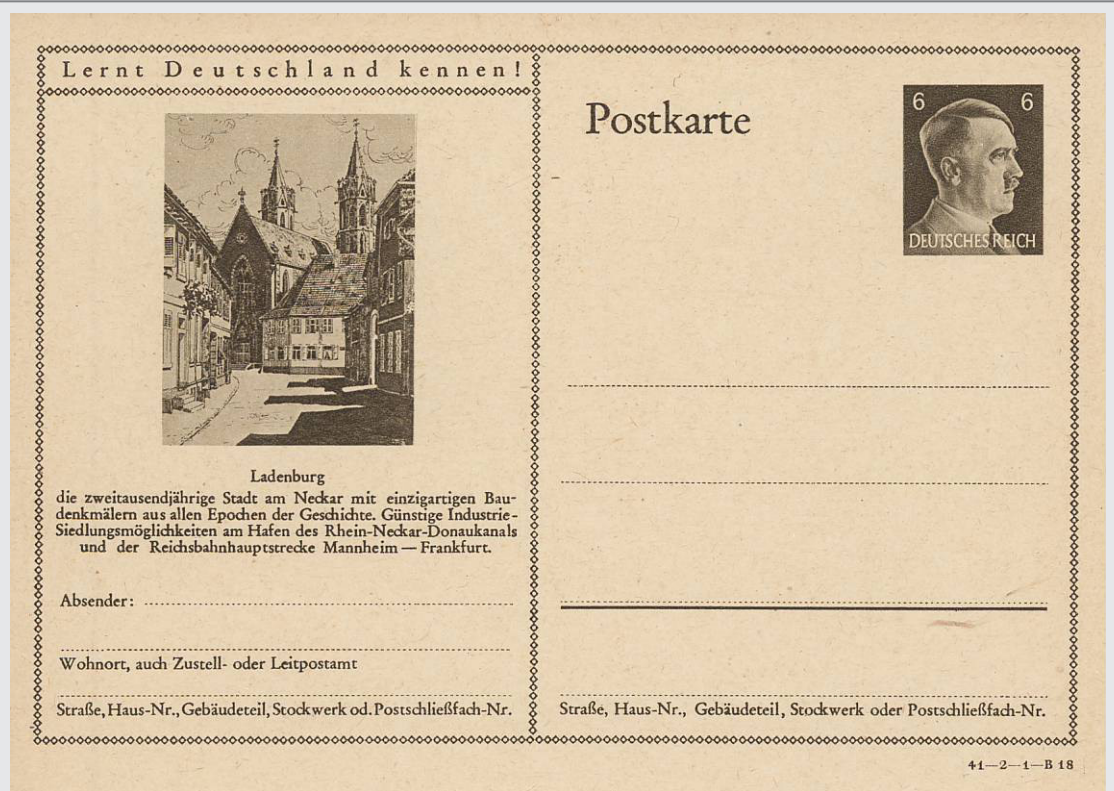 Lernt Deutschland kennen!
Ladenburg
die zweitausendjährige Stadt am Neckar mit einzigartigen Bau-
denkmälern aus allen Epochen der Geschichte. Günstige Industrie-
Siedlungsmöglichkeiten am Hafen des Rhein-Neckar-Donaukanals
und der Reichsbahnhauptstrecke Mannheim — Frankfurt.
Absender:
Wohnort, auch Zustell- oder Leitpostamt
Straße, Haus-Nr., Gebäudeteil, Stockwerk od. Postschließfach-Nr.
Postkarte
6 6
DEUTSCHES REICH
Straße, Haus-Nr., Gebäudeteil, Stockwerk oder Postschließfach-Nr.
41—2—1—B 18